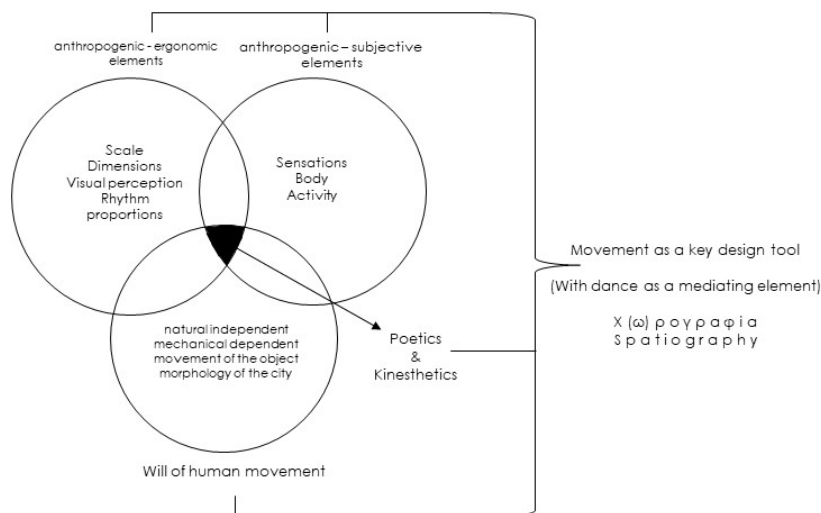 anthropogenic - ergonomic
elements
anthropogenic – subjective
elements
Scale
Dimensions
Visual perception
Rhythm
proportions
Sensations
Body
Activity
natural independent
mechanical dependent
movement of the object
morphology of the city
Poetics
&
Kinesthetics
Will of human movement
Movement as a key design tool
(With dance as a mediating element)
Χ (ω) ρ ο γ ρ α φ ί α
S p a t i o g r a p h y